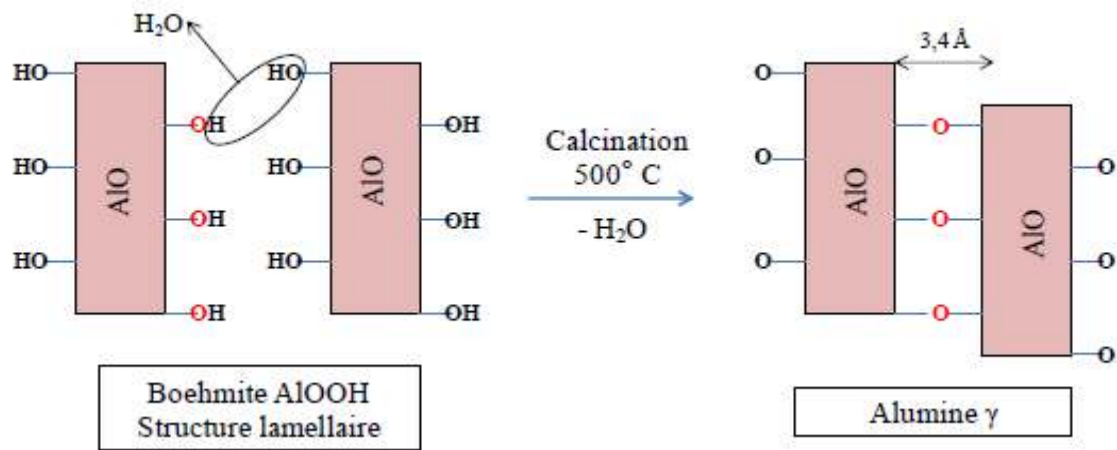 H₂O
HO
HO
HO
AlO
OH
OH
OH
HO
HO
HO
AlO
OH
OH
OH
Calcination
500° C
- H₂O
3,4 Å
O
O
O
AlO
O
O
O
AlO
O
O
O
Boehmite AlOOH
Structure lamellaire
Alumine γ